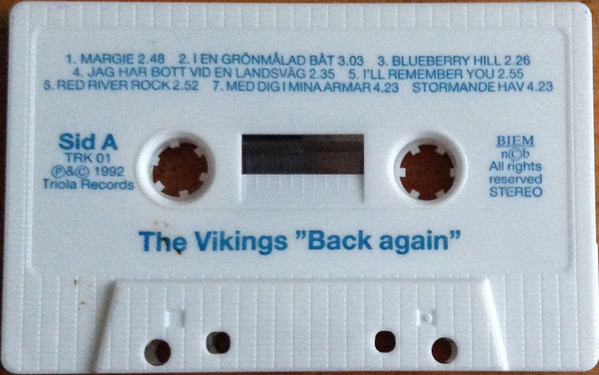 1. MARGIE 2.48 2. I EN GRÖNMÅLAD BÅT 3.03 3. BLUEBERRY HILL 2.26
4. JAG HAR BOTT VID EN LANDSVÄG 2.35 5. I'LL REMEMBER YOU 2.55
6. RED RIVER ROCK 2.52 7. MED DIG I MINA ARMAR 4.23 STORMANDE HAV 4.23
Sid A
TRK 01
Ⓟ&© 1992
Triola Records
BIEM
n©b
All rights
reserved
STEREO
The Vikings "Back again"